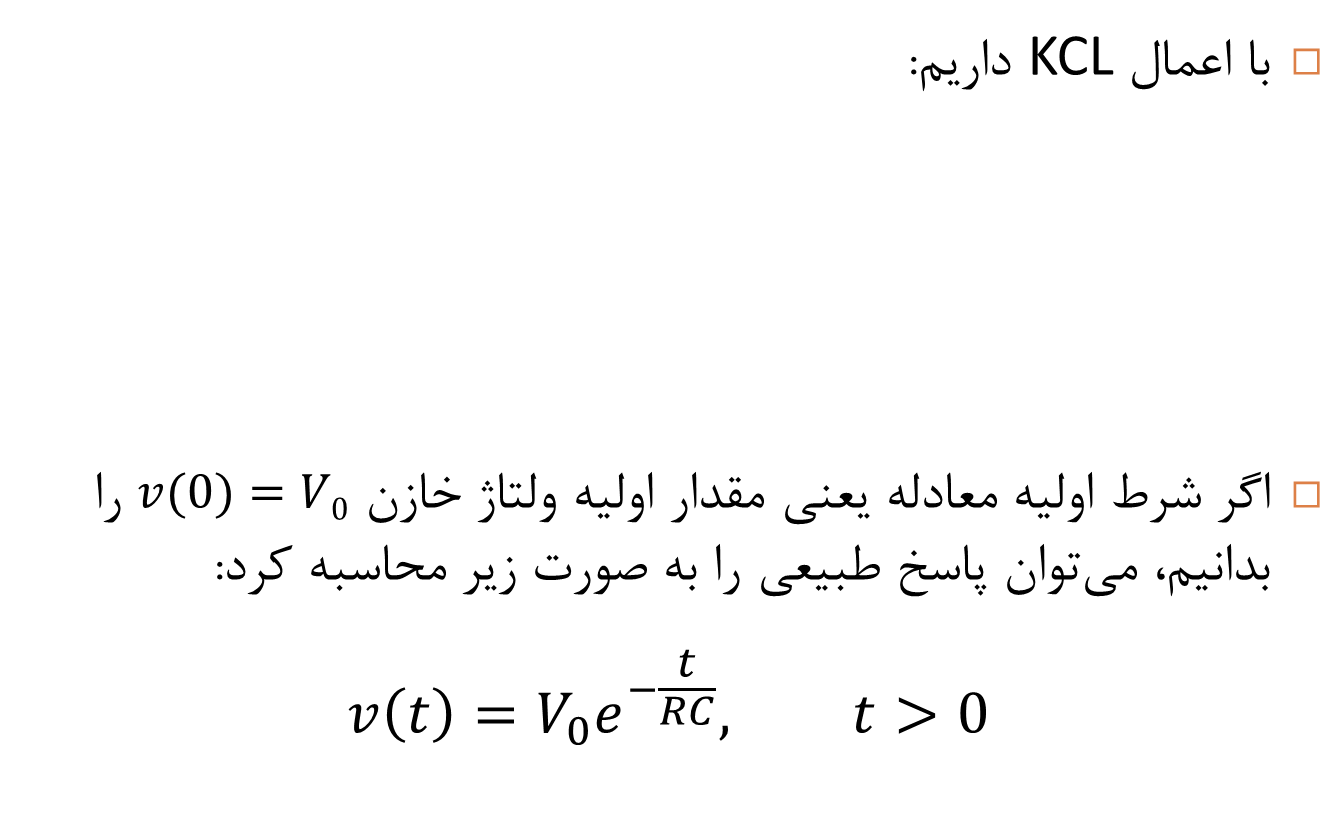 با اعمال KCL داریم:
اگر شرط اولیه معادله یعنی مقدار اولیه ولتاژ خازن v(0) = V₀ را
بدانیم، می‌توان پاسخ طبیعی را به صورت زیر محاسبه کرد:
v(t) = V₀e^{-\frac{t}{RC}}, t > 0